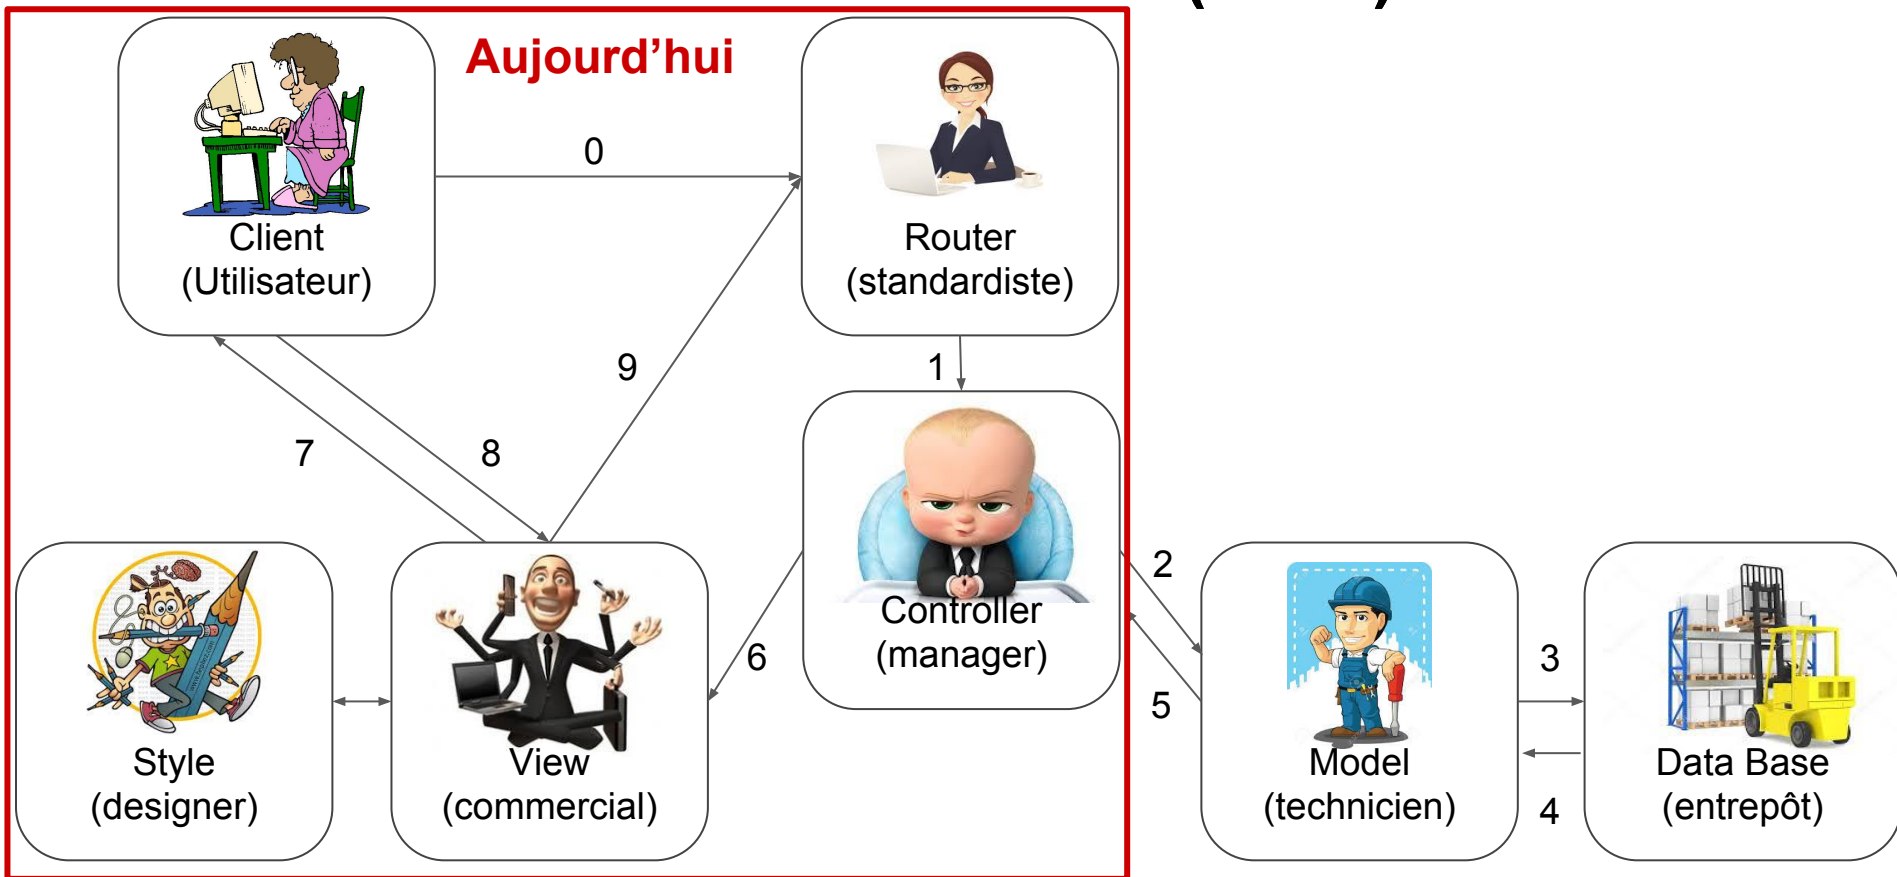 Aujourd’hui
0
Client
(Utilisateur)
Router
(standardiste)
9
1
7
8
2
Controller
(manager)
6
3
5
Style
(designer)
View
(commercial)
Model
(technicien)
Data Base
(entrepôt)
4